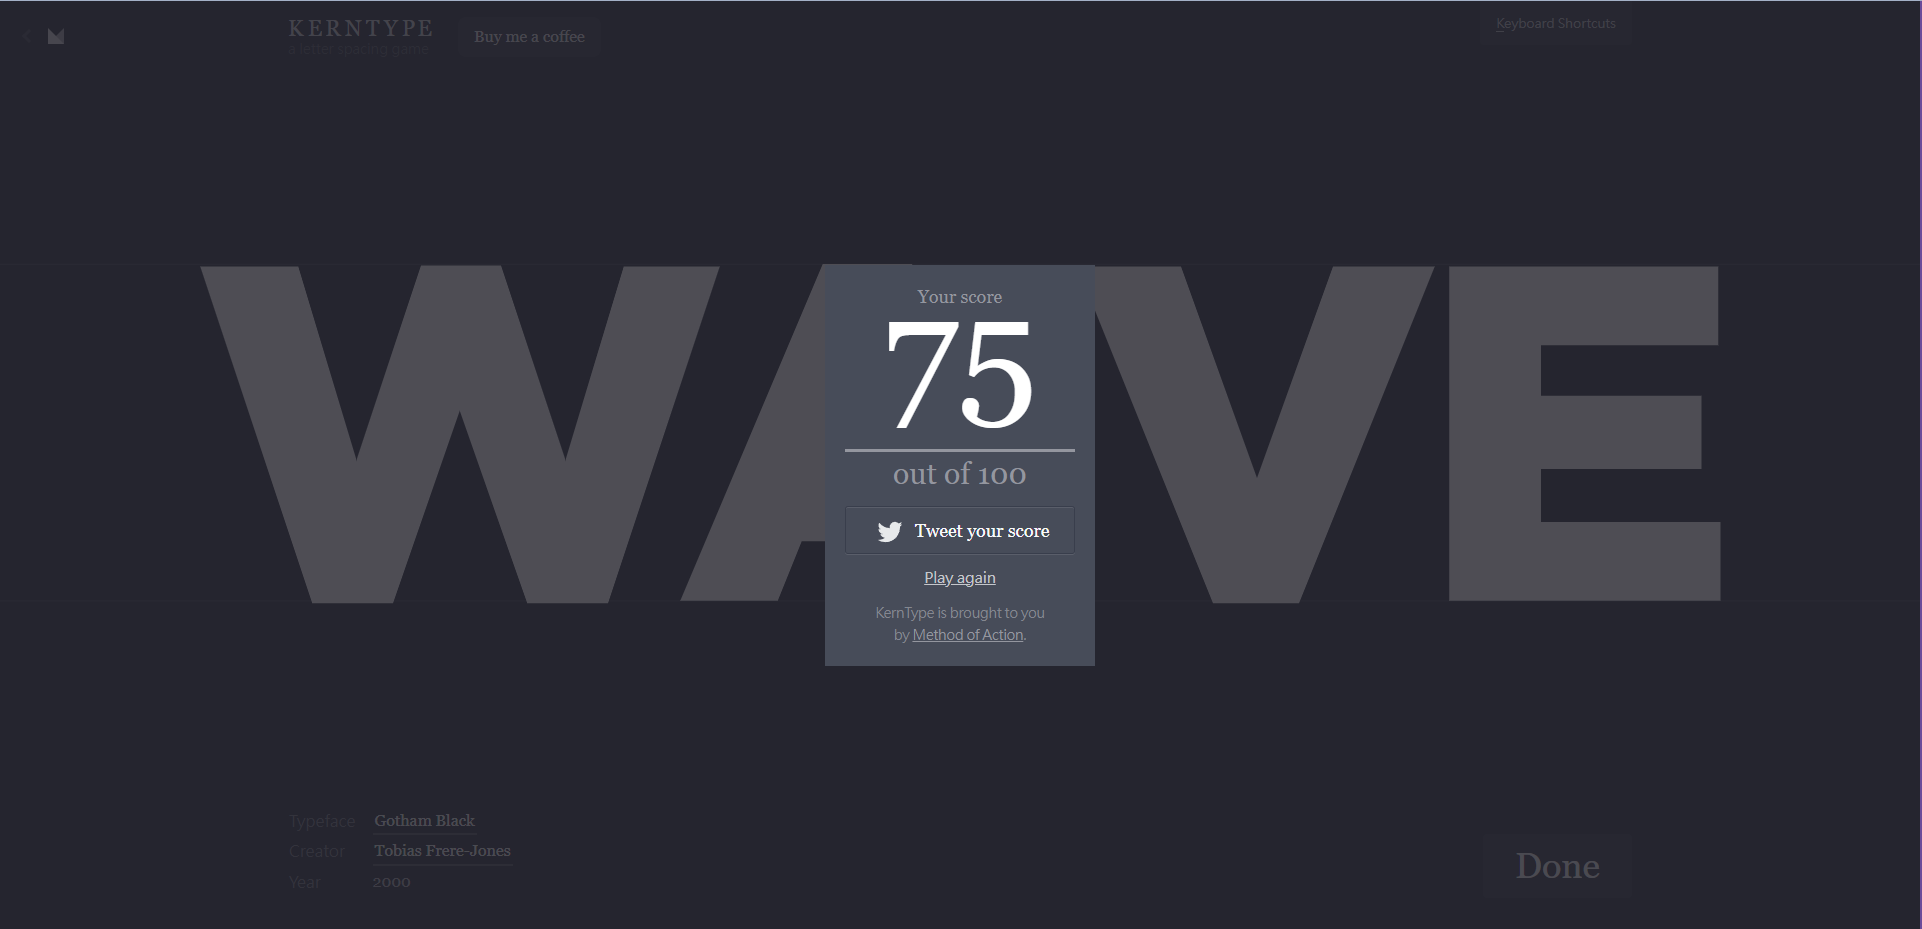 KERNTYPE
a letter spacing game
Buy me a coffee
Keyboard Shortcuts
WAVE
Your score
75
out of 100
Tweet your score
Play again
KernType is brought to you
by Method of Action.
Typeface Gotham Black
Creator Tobias Frere-Jones
Year 2000
Done